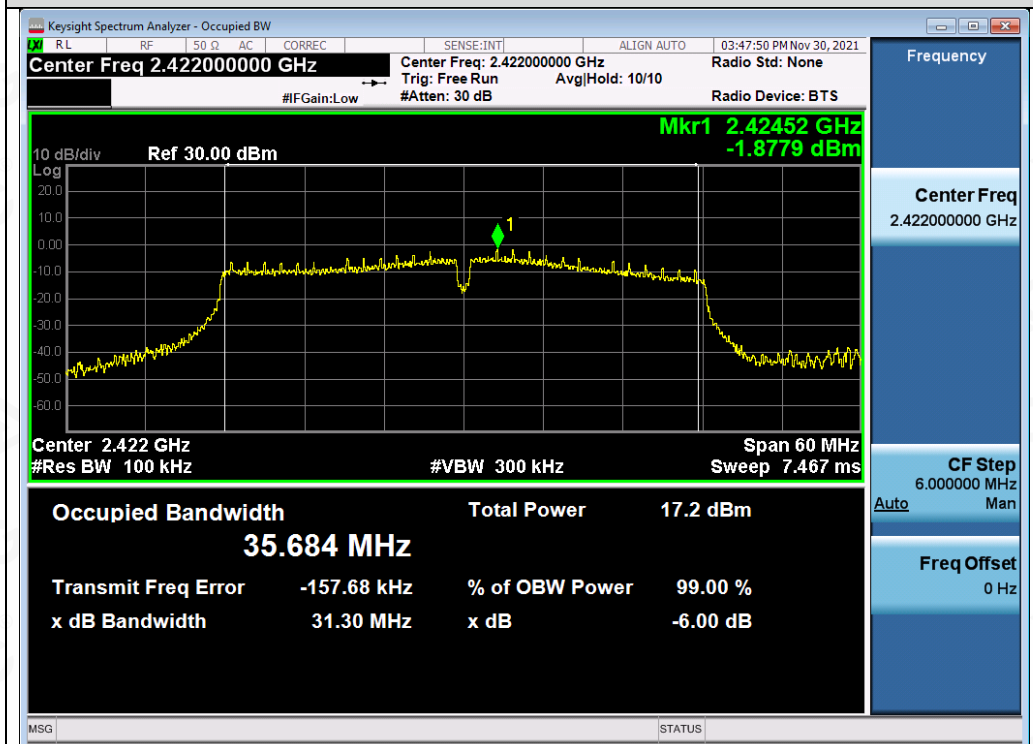 Keysight Spectrum Analyzer - Occupied BW
LXI RL RF 50 Ω AC CORREC SENSE:INT ALIGN AUTO 03:47:50 PM Nov 30, 2021
Center Freq 2.422000000 GHz
Center Freq: 2.422000000 GHz Radio Std: None
Trig: Free Run Avg|Hold: 10/10
#IFGain:Low #Atten: 30 dB Radio Device: BTS
Frequency
Mkr1 2.42452 GHz
-1.8779 dBm
10 dB/div Ref 30.00 dBm
Log
20.0
10.0
0.00
-10.0
-20.0
-30.0
-40.0
-50.0
-60.0
1
Center 2.422 GHz Span 60 MHz
#Res BW 100 kHz #VBW 300 kHz Sweep 7.467 ms
Center Freq
2.422000000 GHz
CF Step
6.000000 MHz
Auto Man
Freq Offset
0 Hz
Occupied Bandwidth Total Power 17.2 dBm
35.684 MHz
Transmit Freq Error -157.68 kHz % of OBW Power 99.00 %
x dB Bandwidth 31.30 MHz x dB -6.00 dB
MSG STATUS